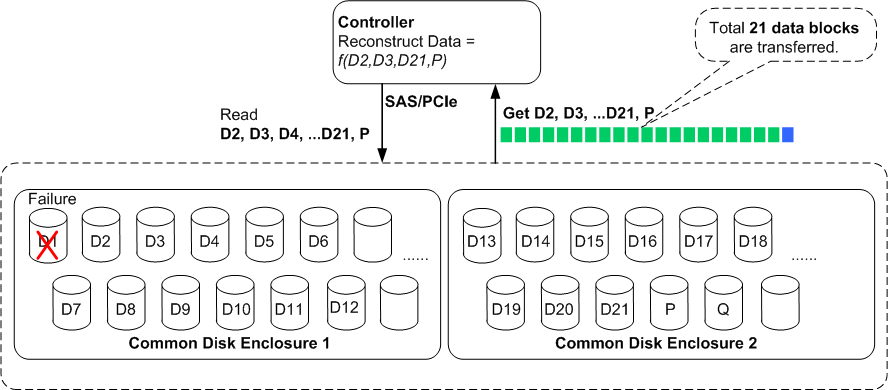 Controller
Reconstruct Data =
f(D2,D3,D21,P)
Total 21 data blocks
are transferred.
SAS/PCIe
Read
D2, D3, D4, ...D21, P
Get D2, D3, ...D21, P
Failure
D1 D2 D3 D4 D5 D6 ......
D7 D8 D9 D10 D11 D12
Common Disk Enclosure 1
D13 D14 D15 D16 D17 D18 ......
D19 D20 D21 P Q
Common Disk Enclosure 2